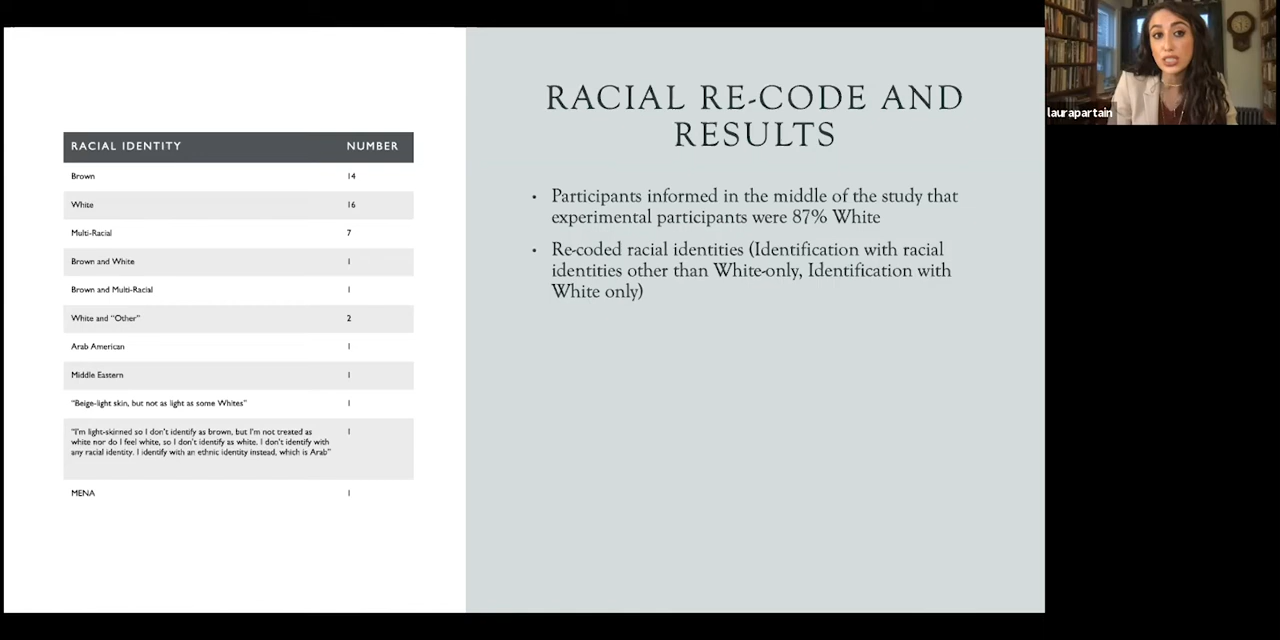 RACIAL IDENTITY NUMBER
Brown 14
White 16
Multi-Racial 7
Brown and White 1
Brown and Multi-Racial 1
White and “Other” 2
Arab American 1
Middle Eastern 1
“Beige-light skin, but not as light as some Whites” 1
“I’m light-skinned so I don’t identify as brown, but I’m not treated as 1
white nor do I feel white, so I don’t identify as white. I don’t identify with
any racial identity. I identify with an ethnic identity instead, which is Arab”
MENA 1
RACIAL RE-CODE AND
RESULTS
• Participants informed in the middle of the study that
experimental participants were 87% White
• Re-coded racial identities (Identification with racial
identities other than White-only, Identification with
White only)
laurapartain